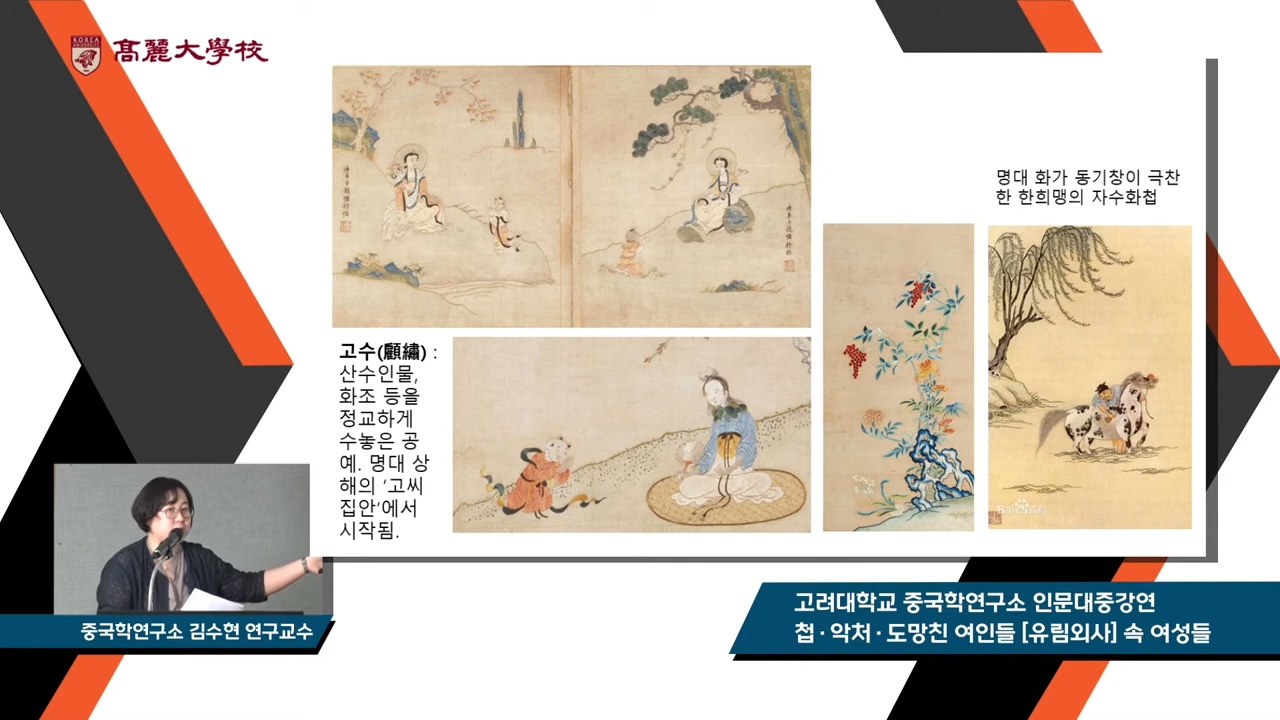 KOREA
UNIVERSITY
高麗大學校
명대 화가 동기창이 극찬
한 한희맹의 자수화첩
고수(顧繡) :
산수인물,
화조 등을
정교하게
수놓은 공
예. 명대 상
해의 ‘고씨
집안’에서
시작됨.
Bai 百科
중국학연구소 김수현 연구교수
고려대학교 중국학연구소 인문대중강연
첩·악처·도망친 여인들 [유림외사] 속 여성들